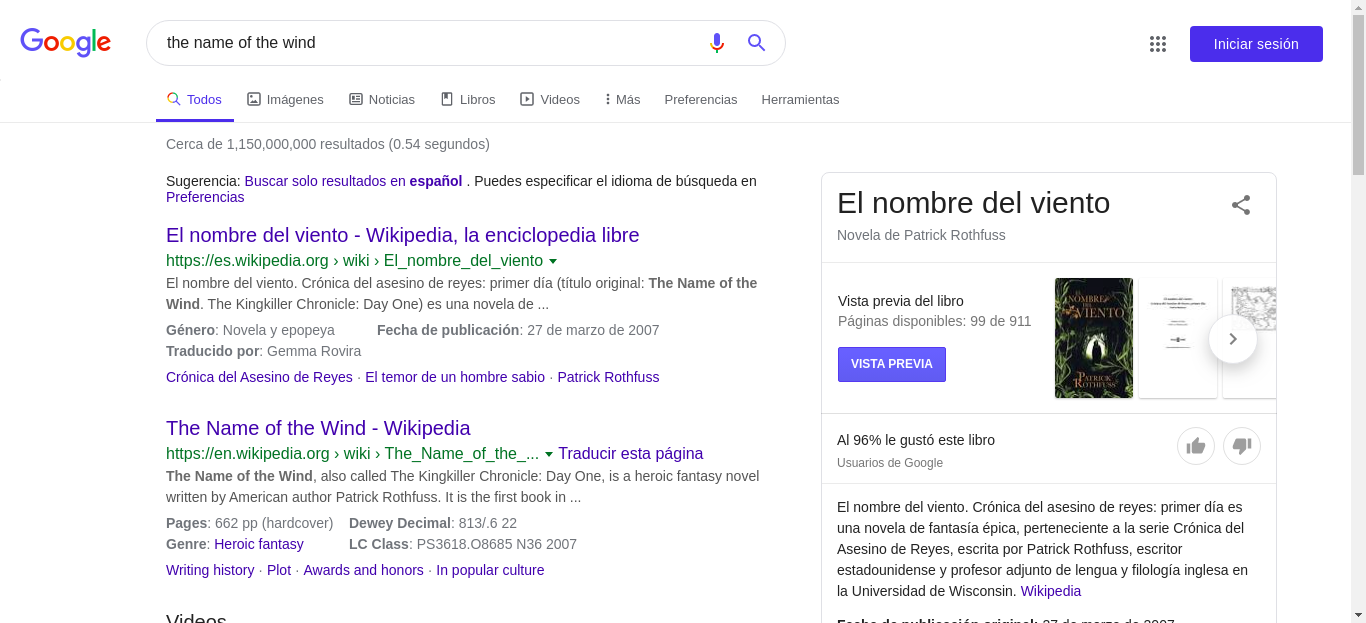 Google
the name of the wind
Iniciar sesión
Todos
Imágenes
Noticias
Libros
Videos
Más
Preferencias
Herramientas
Cerca de 1,150,000,000 resultados (0.54 segundos)
Sugerencia: Buscar solo resultados en español . Puedes especificar el idioma de búsqueda en
Preferencias
El nombre del viento - Wikipedia, la enciclopedia libre
https://es.wikipedia.org › wiki › El_nombre_del_viento
El nombre del viento. Crónica del asesino de reyes: primer día (título original: The Name of the
Wind. The Kingkiller Chronicle: Day One) es una novela de ...
Género: Novela y epopeya Fecha de publicación: 27 de marzo de 2007
Traducido por: Gemma Rovira
Crónica del Asesino de Reyes · El temor de un hombre sabio · Patrick Rothfuss
The Name of the Wind - Wikipedia
https://en.wikipedia.org › wiki › The_Name_of_the_... Traducir esta página
The Name of the Wind, also called The Kingkiller Chronicle: Day One, is a heroic fantasy novel
written by American author Patrick Rothfuss. It is the first book in ...
Pages: 662 pp (hardcover) Dewey Decimal: 813/.6 22
Genre: Heroic fantasy LC Class: PS3618.O8685 N36 2007
Writing history · Plot · Awards and honors · In popular culture
Videos
El nombre del viento
Novela de Patrick Rothfuss
Vista previa del libro
Páginas disponibles: 99 de 911
VISTA PREVIA
EL NOMBRE
DEL
VIENTO
PATRICK
ROTHFUSS
Al 96% le gustó este libro
Usuarios de Google
El nombre del viento. Crónica del asesino de reyes: primer día es
una novela de fantasía épica, perteneciente a la serie Crónica del
Asesino de Reyes, escrita por Patrick Rothfuss, escritor
estadounidense y profesor adjunto de lengua y filología inglesa en
la Universidad de Wisconsin. Wikipedia
Fecha de publicación original: 27 de marzo de 2007